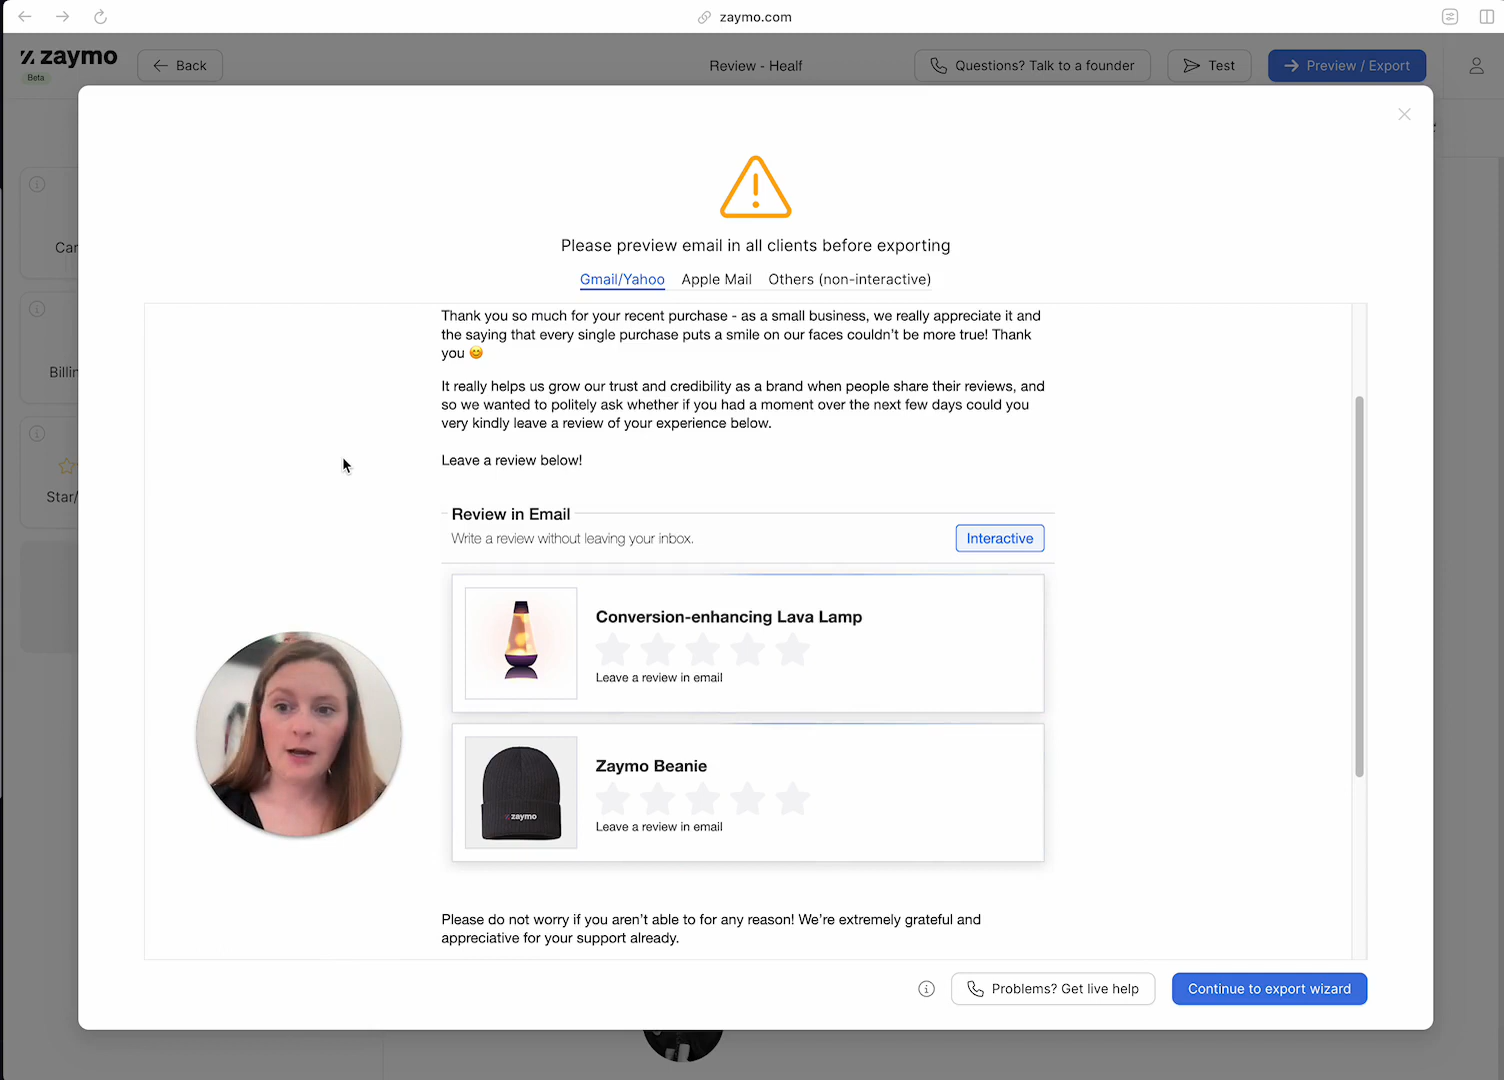 zaymo.com
zaymo
Beta
Back
Review - Healf
Questions? Talk to a founder
Test
Preview / Export
Please preview email in all clients before exporting
Gmail/Yahoo
Apple Mail
Others (non-interactive)
Thank you so much for your recent purchase - as a small business, we really appreciate it and
the saying that every single purchase puts a smile on our faces couldn’t be more true! Thank
you 😊
It really helps us grow our trust and credibility as a brand when people share their reviews, and
so we wanted to politely ask whether if you had a moment over the next few days could you
very kindly leave a review of your experience below.
Leave a review below!
Review in Email
Write a review without leaving your inbox.
Interactive
Conversion-enhancing Lava Lamp
Leave a review in email
Zaymo Beanie
zaymo
Leave a review in email
Please do not worry if you aren’t able to for any reason! We’re extremely grateful and
appreciative for your support already.
Car
Billin
Star/
Problems? Get live help
Continue to export wizard